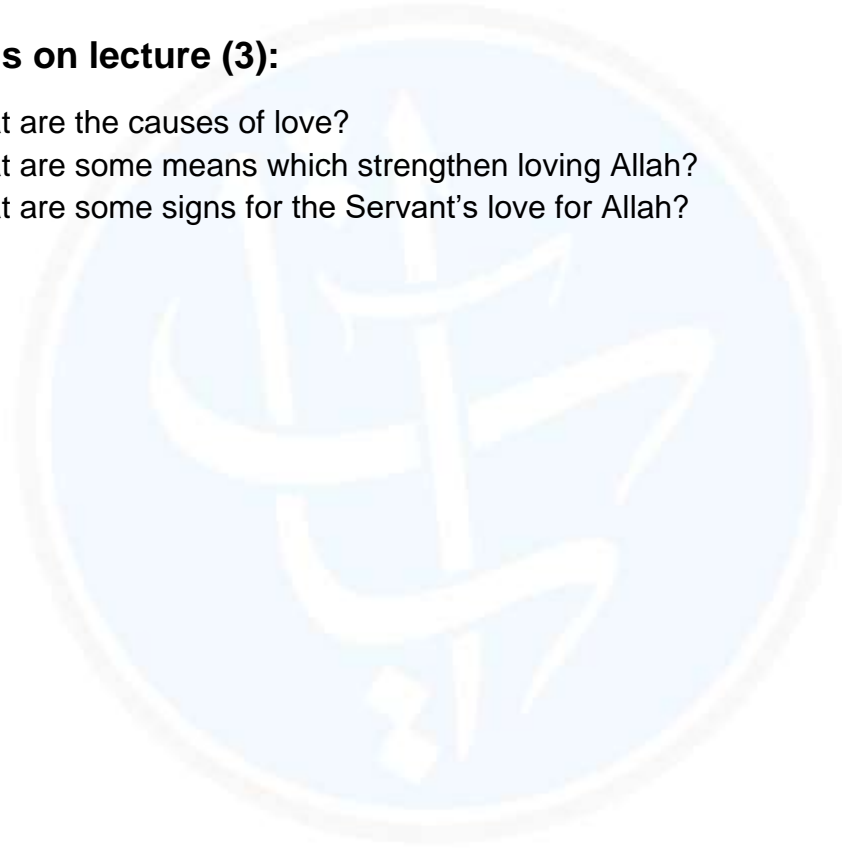 s on lecture (3):
t are the causes of love?
t are some means which strengthen loving Allah?
t are some signs for the Servant’s love for Allah?